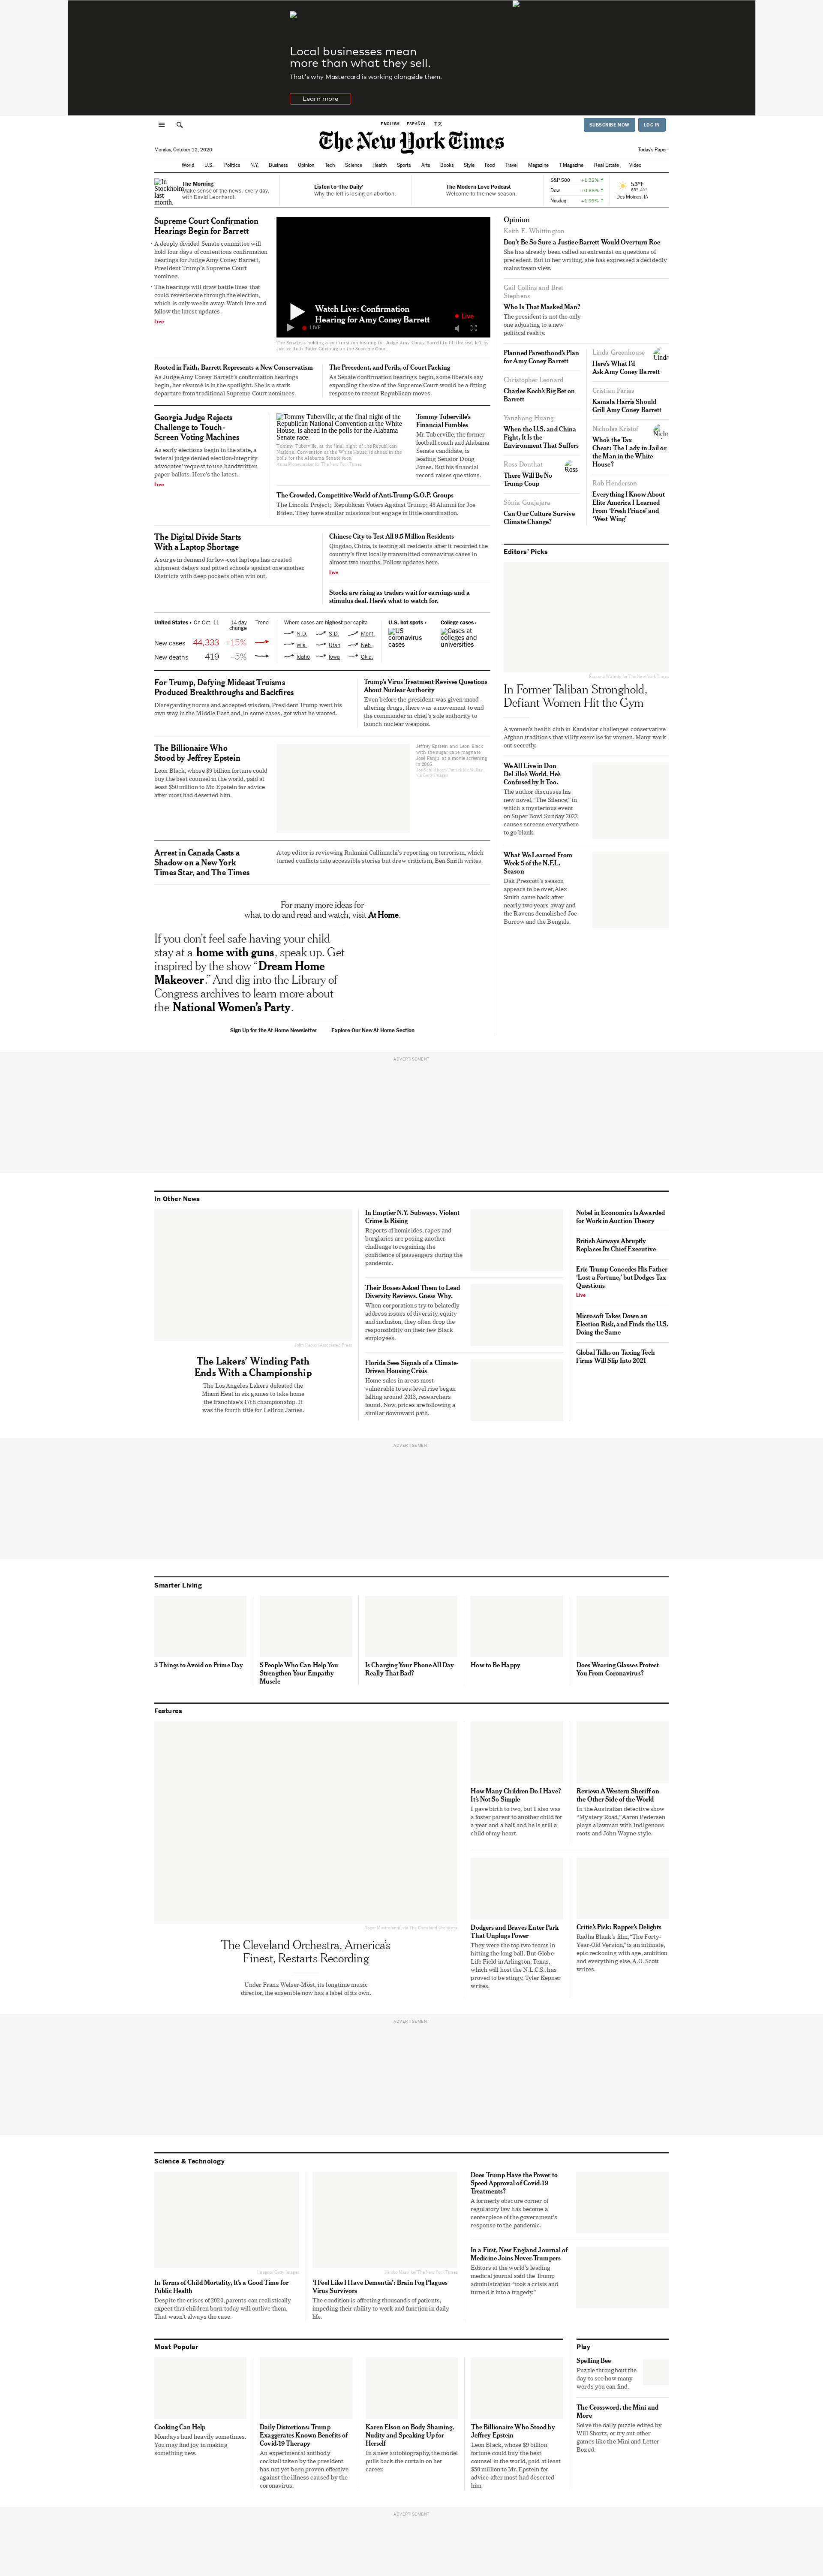 Local businesses mean
more than what they sell.
That's why Mastercard is working alongside them.
Learn more
ENGLISH ESPAÑOL 中文
SUBSCRIBE NOW LOG IN
The New York Times
Monday, October 12, 2020
Today's Paper
World U.S. Politics N.Y. Business Opinion Tech Science Health Sports Arts Books Style Food Travel Magazine T Magazine Real Estate Video
In Stockholm last month.
The Morning
Make sense of the news, every day, with David Leonhardt.
Listen to 'The Daily'
Why the left is losing on abortion.
The Modern Love Podcast
Welcome to the new season.
S&P 500 +1.32% ↑
Dow +0.88% ↑
Nasdaq +1.99% ↑
53°F
Des Moines, IA
Supreme Court Confirmation
Hearings Begin for Barrett
A deeply divided Senate committee will
hold four days of contentious confirmation
hearings for Judge Amy Coney Barrett,
President Trump's Supreme Court
nominee.
The hearings will draw battle lines that
could reverberate through the election,
which is only weeks away. Watch live and
follow the latest updates.
Live
Watch Live: Confirmation
Hearing for Amy Coney Barrett
Live
LIVE
The Senate is holding a confirmation hearing for Judge Amy Coney Barrett to fill the seat left by
Justice Ruth Bader Ginsburg on the Supreme Court.
Rooted in Faith, Barrett Represents a New Conservatism
As Judge Amy Coney Barrett's confirmation hearings
begin, her résumé is in the spotlight. She is a stark
departure from traditional Supreme Court nominees.
The Precedent, and Perils, of Court Packing
As Senate confirmation hearings begin, some liberals say
expanding the size of the Supreme Court would be a fitting
response to recent Republican moves.
Georgia Judge Rejects
Challenge to Touch-
Screen Voting Machines
As early elections begin in the state, a
federal judge denied election-integrity
advocates' request to use handwritten
paper ballots. Here's the latest.
Live
Tommy Tuberville, at the final night of the Republican National Convention at the White House, is ahead in the polls for the Alabama Senate race.
Tommy Tuberville, at the final night of the Republican
National Convention at the White House, is ahead in the
polls for the Alabama Senate race.
Tommy Tuberville's
Financial Fumbles
Mr. Tuberville, the former
football coach and Alabama
Senate candidate, is
leading Senator Doug
Jones. But his financial
record raises questions.
The Crowded, Competitive World of Anti-Trump G.O.P. Groups
The Lincoln Project; Republican Voters Against Trump; 43 Alumni for Joe
Biden. They have similar missions but engage in little coordination.
The Digital Divide Starts
With a Laptop Shortage
A surge in demand for low-cost laptops has created
shipment delays and pitted schools against one another.
Districts with deep pockets often win out.
Chinese City to Test All 9.5 Million Residents
Qingdao, China, is testing all residents after it recorded the
country's first locally transmitted coronavirus cases in
almost two months. Follow updates here.
Live
Stocks are rising as traders wait for earnings and a
stimulus deal. Here's what to watch for.
United States › On Oct. 11 14-day change Trend
New cases 44,333 +15%
New deaths 419 –5%
Where cases are highest per capita
N.D. S.D. Mont.
Wis. Utah Neb.
Idaho Iowa Okla.
U.S. hot spots ›
US coronavirus cases
College cases ›
Cases at colleges and universities
For Trump, Defying Mideast Truisms
Produced Breakthroughs and Backfires
Disregarding norms and accepted wisdom, President Trump went his
own way in the Middle East and, in some cases, got what he wanted.
Trump's Virus Treatment Revives Questions
About Nuclear Authority
Even before the president was given mood-
altering drugs, there was a movement to end
the commander in chief's sole authority to
launch nuclear weapons.
The Billionaire Who
Stood by Jeffrey Epstein
Leon Black, whose $9 billion fortune could
buy the best counsel in the world, paid at
least $50 million to Mr. Epstein for advice
after most had deserted him.
Jeffrey Epstein and Leon Black
with the sugar-cane magnate
José Fanjul at a movie screening
in 2005.
Arrest in Canada Casts a
Shadow on a New York
Times Star, and The Times
A top editor is reviewing Rukmini Callimachi's reporting on terrorism, which
turned conflicts into accessible stories but drew criticism, Ben Smith writes.
For many more ideas for
what to do and read and watch, visit At Home.
If you don't feel safe having your child
stay at a home with guns, speak up. Get
inspired by the show "Dream Home
Makeover." And dig into the Library of
Congress archives to learn more about
the National Women's Party.
Sign Up for the At Home Newsletter Explore Our New At Home Section
Opinion
Keith E. Whittington
Don't Be So Sure a Justice Barrett Would Overturn Roe
She has already been called an extremist on questions of
precedent. But in her writing, she has expressed a decidedly
mainstream view.
Gail Collins and Bret
Stephens
Who Is That Masked Man?
The president is not the only
one adjusting to a new
political reality.
Planned Parenthood's Plan
for Amy Coney Barrett
Christopher Leonard
Charles Koch's Big Bet on
Barrett
Yanzhong Huang
When the U.S. and China
Fight, It Is the
Environment That Suffers
Ross Douthat
There Will Be No
Trump Coup
Sônia Guajajara
Can Our Culture Survive
Climate Change?
Linda Greenhouse
Here's What I'd
Ask Amy Coney Barrett
Cristian Farias
Kamala Harris Should
Grill Amy Coney Barrett
Nicholas Kristof
Who's the Tax
Cheat: The Lady in Jail or
the Man in the White
House?
Rob Henderson
Everything I Know About
Elite America I Learned
From 'Fresh Prince' and
'West Wing'
Editors' Picks
In Former Taliban Stronghold,
Defiant Women Hit the Gym
A women's health club in Kandahar challenges conservative
Afghan traditions that vilify exercise for women. Many work
out secretly.
We All Live in Don
DeLillo's World. He's
Confused by It Too.
The author discusses his
new novel, "The Silence," in
which a mysterious event
on Super Bowl Sunday 2022
causes screens everywhere
to go blank.
What We Learned From
Week 5 of the N.F.L.
Season
Dak Prescott's season
appears to be over, Alex
Smith came back after
nearly two years away and
the Ravens demolished Joe
Burrow and the Bengals.
ADVERTISEMENT
In Other News
The Lakers' Winding Path
Ends With a Championship
The Los Angeles Lakers defeated the
Miami Heat in six games to take home
the franchise's 17th championship. It
was the fourth title for LeBron James.
In Emptier N.Y. Subways, Violent
Crime Is Rising
Reports of homicides, rapes and
burglaries are posing another
challenge to regaining the
confidence of passengers during the
pandemic.
Their Bosses Asked Them to Lead
Diversity Reviews. Guess Why.
When corporations try to belatedly
address issues of diversity, equity
and inclusion, they often drop the
responsibility on their few Black
employees.
Florida Sees Signals of a Climate-
Driven Housing Crisis
Home sales in areas most
vulnerable to sea-level rise began
falling around 2013, researchers
found. Now, prices are following a
similar downward path.
Nobel in Economics Is Awarded
for Work in Auction Theory
British Airways Abruptly
Replaces Its Chief Executive
Eric Trump Concedes His Father
'Lost a Fortune,' but Dodges Tax
Questions
Live
Microsoft Takes Down an
Election Risk, and Finds the U.S.
Doing the Same
Global Talks on Taxing Tech
Firms Will Slip Into 2021
ADVERTISEMENT
Smarter Living
5 Things to Avoid on Prime Day
5 People Who Can Help You
Strengthen Your Empathy
Muscle
Is Charging Your Phone All Day
Really That Bad?
How to Be Happy
Does Wearing Glasses Protect
You From Coronavirus?
Features
The Cleveland Orchestra, America's
Finest, Restarts Recording
Under Franz Welser-Möst, its longtime music
director, the ensemble now has a label of its own.
How Many Children Do I Have?
It's Not So Simple
I gave birth to two, but I also was
a foster parent to another child for
a year and a half, and he is still a
child of my heart.
Review: A Western Sheriff on
the Other Side of the World
In the Australian detective show
"Mystery Road," Aaron Pedersen
plays a lawman with Indigenous
roots and John Wayne style.
Dodgers and Braves Enter Park
That Unplugs Power
They were the top two teams in
hitting the long ball. But Globe
Life Field in Arlington, Texas,
which will host the N.L.C.S., has
proved to be stingy, Tyler Kepner
writes.
Critic's Pick: Rapper's Delights
Radha Blank's film, "The Forty-
Year-Old Version," is an intimate,
epic reckoning with age, ambition
and everything else, A.O. Scott
writes.
ADVERTISEMENT
Science & Technology
In Terms of Child Mortality, It's a Good Time for
Public Health
Despite the crises of 2020, parents can realistically
expect that children born today will outlive them.
That wasn't always the case.
'I Feel Like I Have Dementia': Brain Fog Plagues
Virus Survivors
The condition is affecting thousands of patients,
impeding their ability to work and function in daily
life.
Does Trump Have the Power to
Speed Approval of Covid-19
Treatments?
A formerly obscure corner of
regulatory law has become a
centerpiece of the government's
response to the pandemic.
In a First, New England Journal of
Medicine Joins Never-Trumpers
Editors at the world's leading
medical journal said the Trump
administration "took a crisis and
turned it into a tragedy."
Most Popular
Cooking Can Help
Mondays land heavily sometimes.
You may find joy in making
something new.
Daily Distortions: Trump
Exaggerates Known Benefits of
Covid-19 Therapy
An experimental antibody
cocktail taken by the president
has not yet been proven effective
against the illness caused by the
coronavirus.
Karen Elson on Body Shaming,
Nudity and Speaking Up for
Herself
In a new autobiography, the model
pulls back the curtain on her
career.
The Billionaire Who Stood by
Jeffrey Epstein
Leon Black, whose $9 billion
fortune could buy the best
counsel in the world, paid at least
$50 million to Mr. Epstein for
advice after most had deserted
him.
Play
Spelling Bee
Puzzle throughout the
day to see how many
words you can find.
The Crossword, the Mini and
More
Solve the daily puzzle edited by
Will Shortz, or try out other
games like the Mini and Letter
Boxed.
ADVERTISEMENT